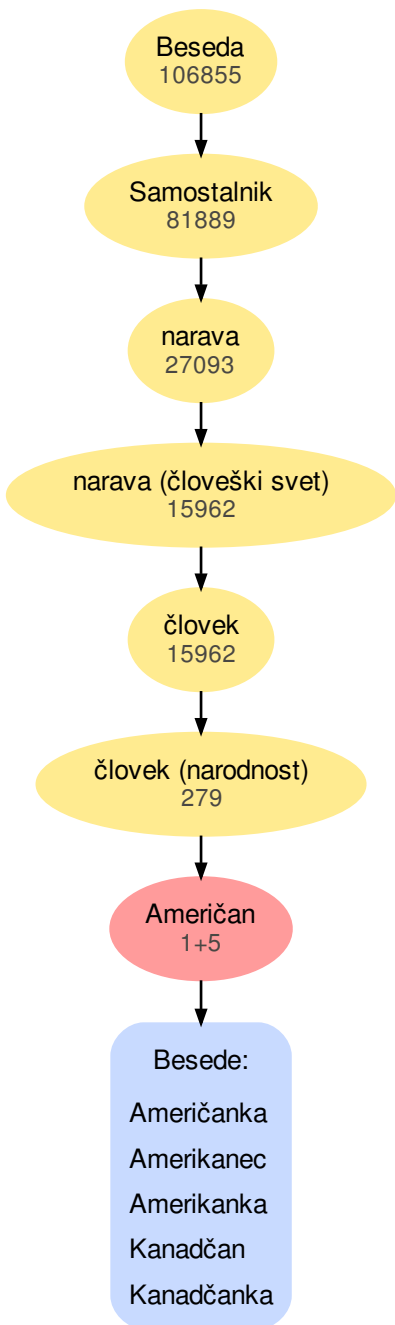 Beseda
106855
Samostalnik
81889
narava
27093
narava (človeški svet)
15962
človek
15962
človek (narodnost)
279
Američan
1+5
Besede:
Američanka
Amerikanec
Amerikanka
Kanadčan
Kanadčanka